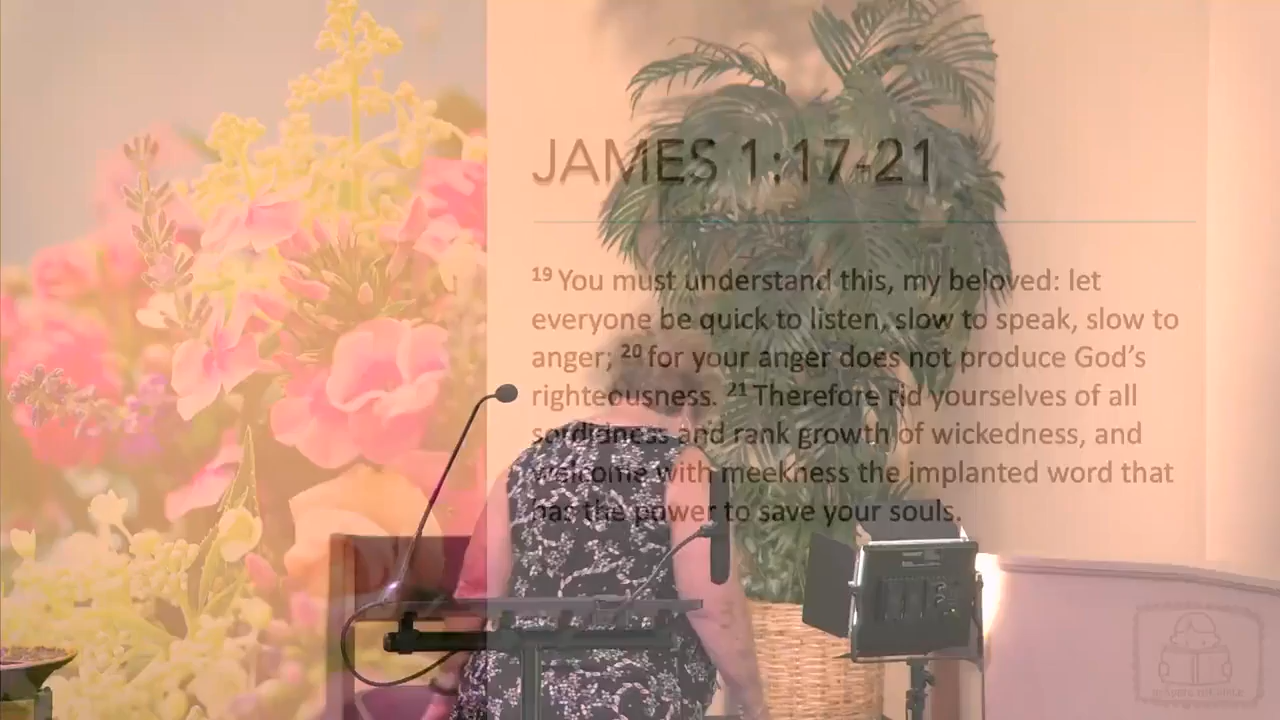 JAMES 1:17-21
19 You must understand this, my beloved: let
everyone be quick to listen, slow to speak, slow to
anger; 20 for your anger does not produce God's
righteousness. 21 Therefore rid yourselves of all
sordidness and rank growth of wickedness, and
welcome with meekness the implanted word that
has the power to save your souls.